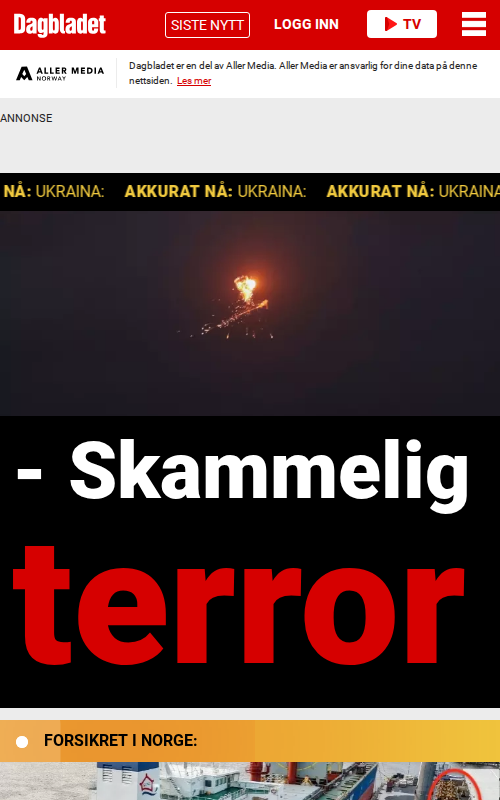 Dagbladet
SISTE NYTT
LOGG INN
TV
ALLER MEDIA
NORWAY
Dagbladet er en del av Aller Media. Aller Media er ansvarlig for dine data på denne
nettsiden. Les mer
ANNONSE
NÅ: UKRAINA: AKKURAT NÅ: UKRAINA: AKKURAT NÅ: UKRAINA
- Skammelig
terror
FORSIKRET I NORGE: